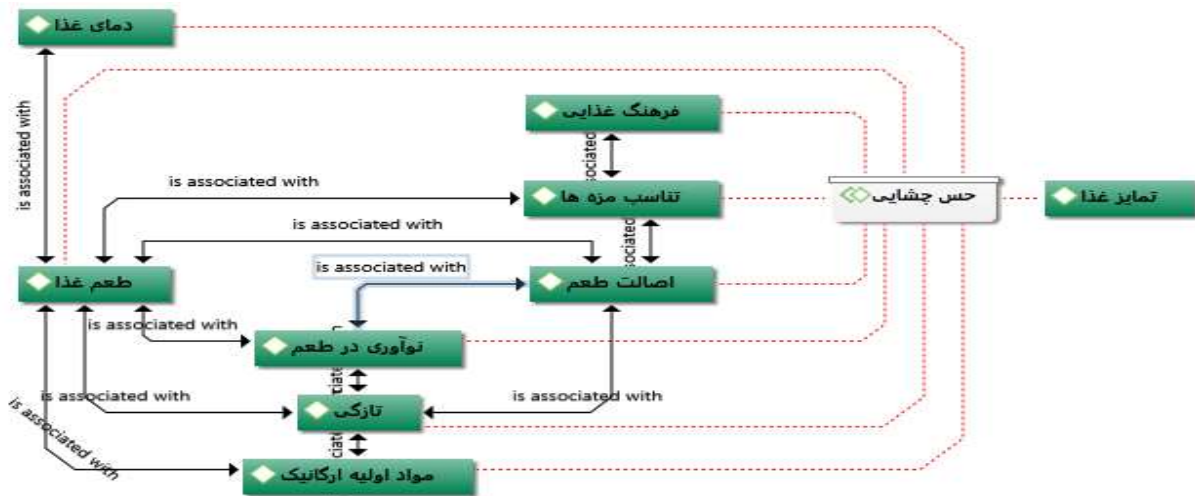 دمای غذا
is associated with
فرهنگ غذایی
is associated with
تناسب مزه ها
حس چشایی
تمایز غذا
is associated with
طعم غذا
is associated with
اصالت طعم
is associated with
نوآوری در طعم
is associated with
is associated with
تازگی
is associated with
مواد اولیه ارگانیک